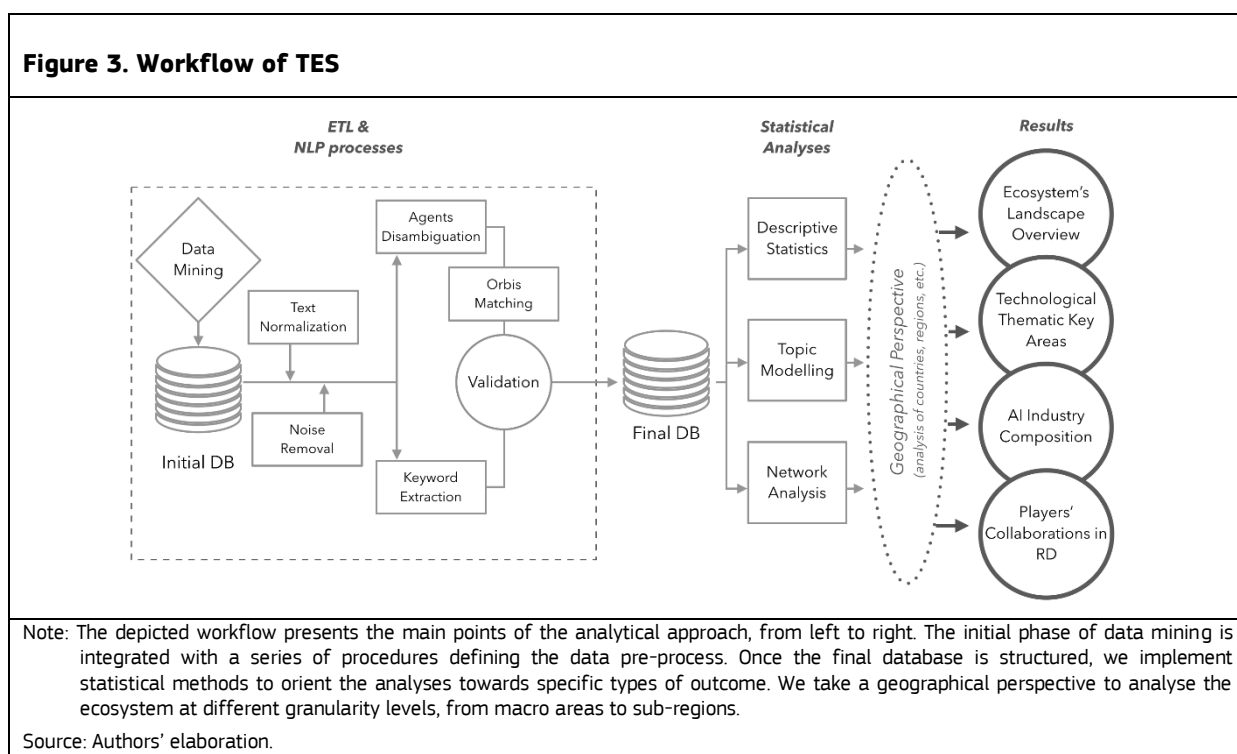 Figure 3. Workflow of TES
ETL &
NLP processes
Statistical
Analyses
Results
Data
Mining
Initial DB
Text
Normalization
Noise
Removal
Agents
Disambiguation
Orbis
Matching
Validation
Keyword
Extraction
Final DB
Descriptive
Statistics
Topic
Modelling
Network
Analysis
Geographical Perspective
(analysis of countries, regions, etc.)
Ecosystem's
Landscape
Overview
Technological
Thematic Key
Areas
AI Industry
Composition
Players'
Collaborations in
RD
Note: The depicted workflow presents the main points of the analytical approach, from left to right. The initial phase of data mining is
integrated with a series of procedures defining the data pre-process. Once the final database is structured, we implement
statistical methods to orient the analyses towards specific types of outcome. We take a geographical perspective to analyse the
ecosystem at different granularity levels, from macro areas to sub-regions.
Source: Authors' elaboration.